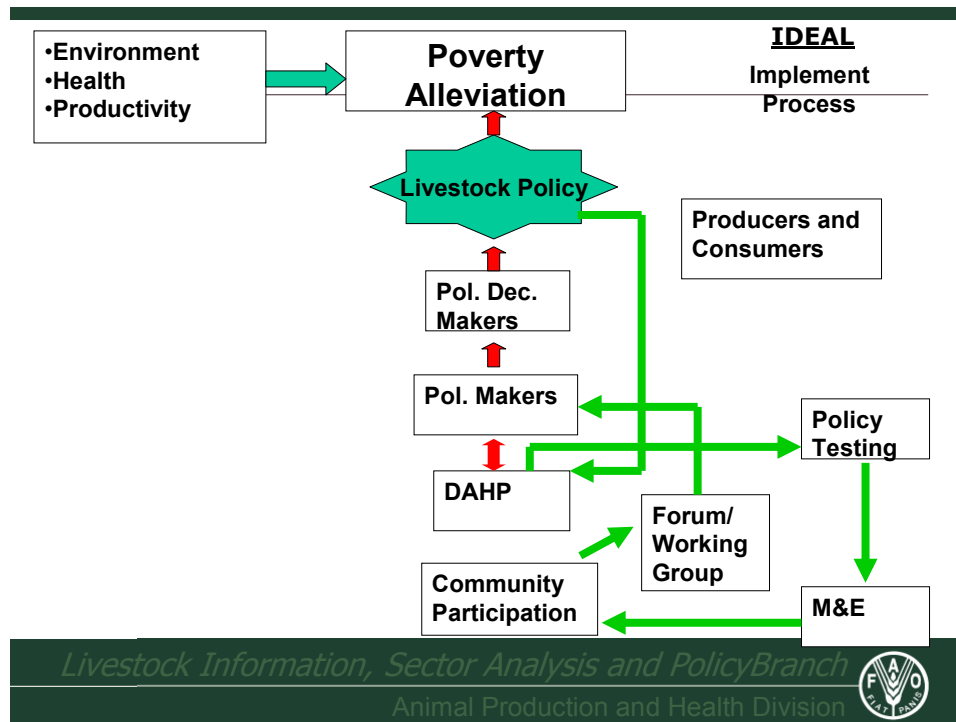 •Environment
•Health
•Productivity
Poverty
Alleviation
IDEAL
Implement
Process
Livestock Policy
Producers and
Consumers
Pol. Dec.
Makers
Pol. Makers
Policy
Testing
DAHP
Forum/
Working
Group
Community
Participation
M&E
Livestock Information, Sector Analysis and PolicyBranch
Animal Production and Health Division
F A O
FIAT PANIS